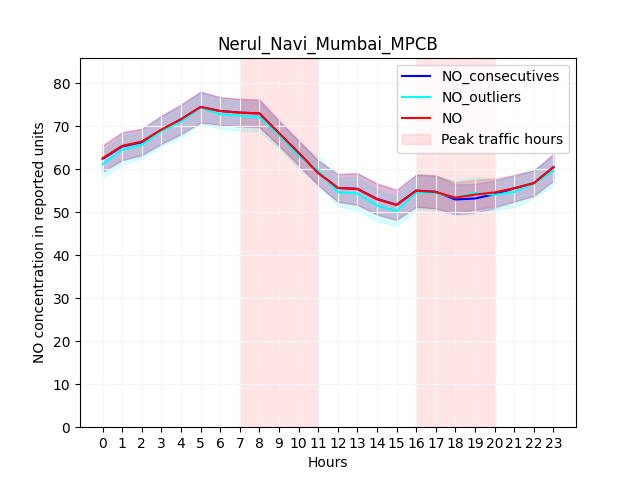 Nerul_Navi_Mumbai_MPCB
NO_consecutives
NO_outliers
NO
Peak traffic hours
NO concentration in reported units
80
70
60
50
40
30
20
10
0
0 1 2 3 4 5 6 7 8 9 10 11 12 13 14 15 16 17 18 19 20 21 22 23
Hours